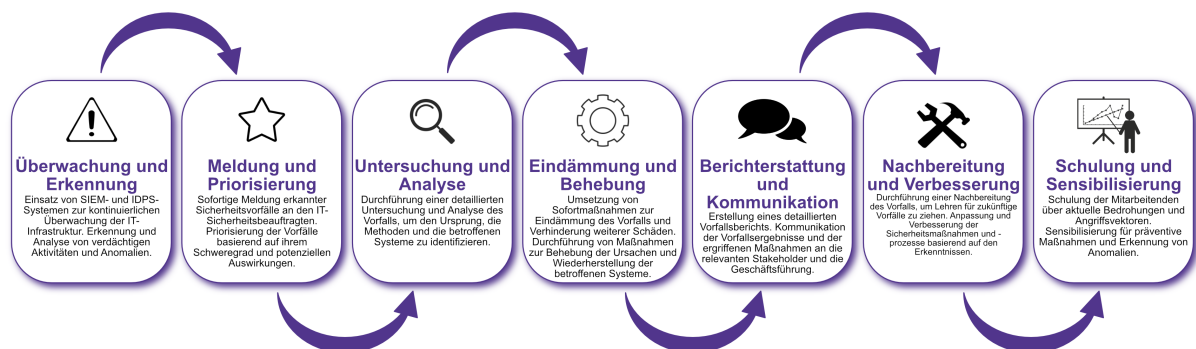 Überwachung und
Erkennung
Einsatz von SIEM- und IDPS-
Systemen zur kontinuierlichen
Überwachung der IT-
Infrastruktur. Erkennung und
Analyse von verdächtigen
Aktivitäten und Anomalien.
Meldung und
Priorisierung
Sofortige Meldung erkannter
Sicherheitsvorfälle an den IT-
Sicherheitsbeauftragten.
Priorisierung der Vorfälle
basierend auf ihrem
Schweregrad und potenziellen
Auswirkungen.
Untersuchung und
Analyse
Durchführung einer detaillierten
Untersuchung und Analyse des
Vorfalls, um den Ursprung, die
Methoden und die betroffenen
Systeme zu identifizieren.
Eindämmung und
Behebung
Umsetzung von
Sofortmaßnahmen zur
Eindämmung des Vorfalls und
Verhinderung weiterer Schäden.
Durchführung von Maßnahmen
zur Behebung der Ursachen und
Wiederherstellung der
betroffenen Systeme.
Berichterstattung
und
Kommunikation
Erstellung eines detaillierten
Vorfallsberichts. Kommunikation
der Vorfallsergebnisse und der
ergriffenen Maßnahmen an die
relevanten Stakeholder und die
Geschäftsführung.
Nachbereitung
und Verbesserung
Durchführung einer Nachbereitung
des Vorfalls, um Lehren für zukünftige
Vorfälle zu ziehen. Anpassung und
Verbesserung der
Sicherheitsmaßnahmen und -
prozesse basierend auf den
Erkenntnissen.
Schulung und
Sensibilisierung
Schulung der Mitarbeitenden
über aktuelle Bedrohungen und
Angriffsvektoren.
Sensibilisierung für präventive
Maßnahmen und Erkennung von
Anomalien.